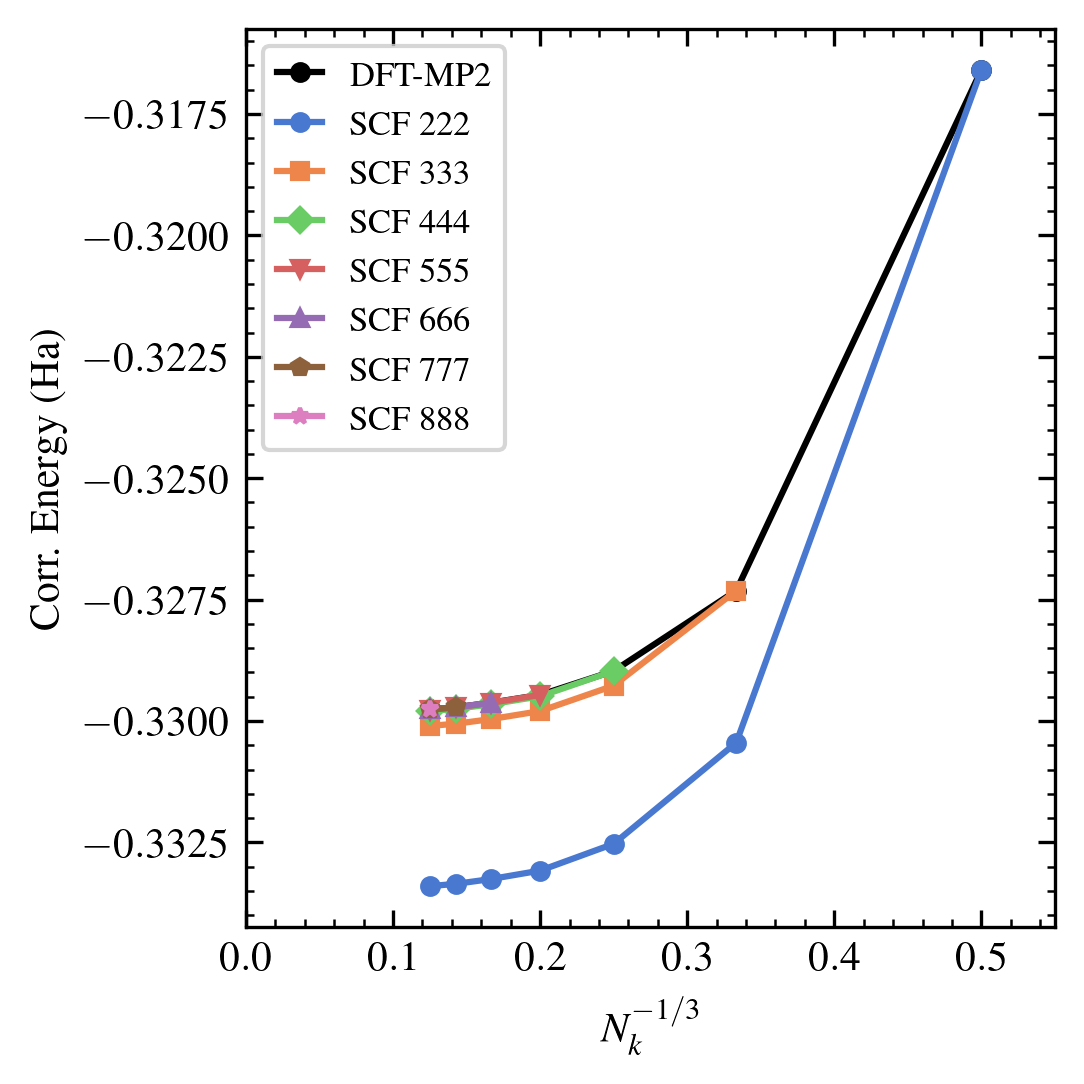 DFT-MP2
SCF 222
SCF 333
SCF 444
SCF 555
SCF 666
SCF 777
SCF 888
−0.3175
−0.3200
−0.3225
−0.3250
−0.3275
−0.3300
−0.3325
Corr. Energy (Ha)
0.0 0.1 0.2 0.3 0.4 0.5
$N_k^{-1/3}$